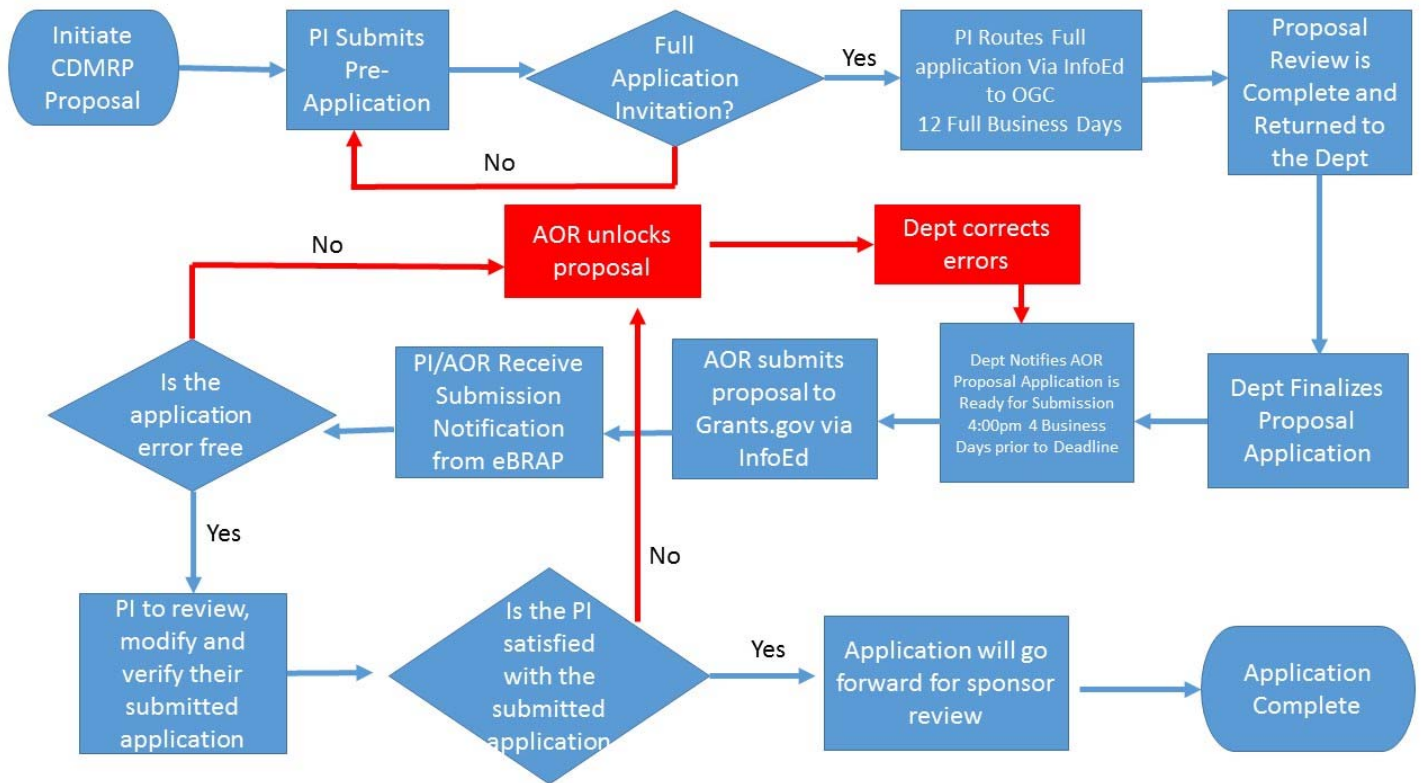 Initiate
CDMRP
Proposal
PI Submits
Pre-
Application
Full
Application
Invitation?
Yes
No
PI Routes Full
application Via InfoEd
to OGC
12 Full Business Days
Proposal
Review is
Complete and
Returned to
the Dept
No
AOR unlocks
proposal
Dept corrects
errors
Is the
application
error free
PI/AOR Receive
Submission
Notification
from eBRAP
AOR submits
proposal to
Grants.gov via
InfoEd
Dept Notifies AOR
Proposal Application is
Ready for Submission
4:00pm 4 Business
Days prior to Deadline
Dept Finalizes
Proposal
Application
Yes
No
PI to review,
modify and
verify their
submitted
application
Is the PI
satisfied
with the
submitted
application
Yes
Application will go
forward for sponsor
review
Application
Complete